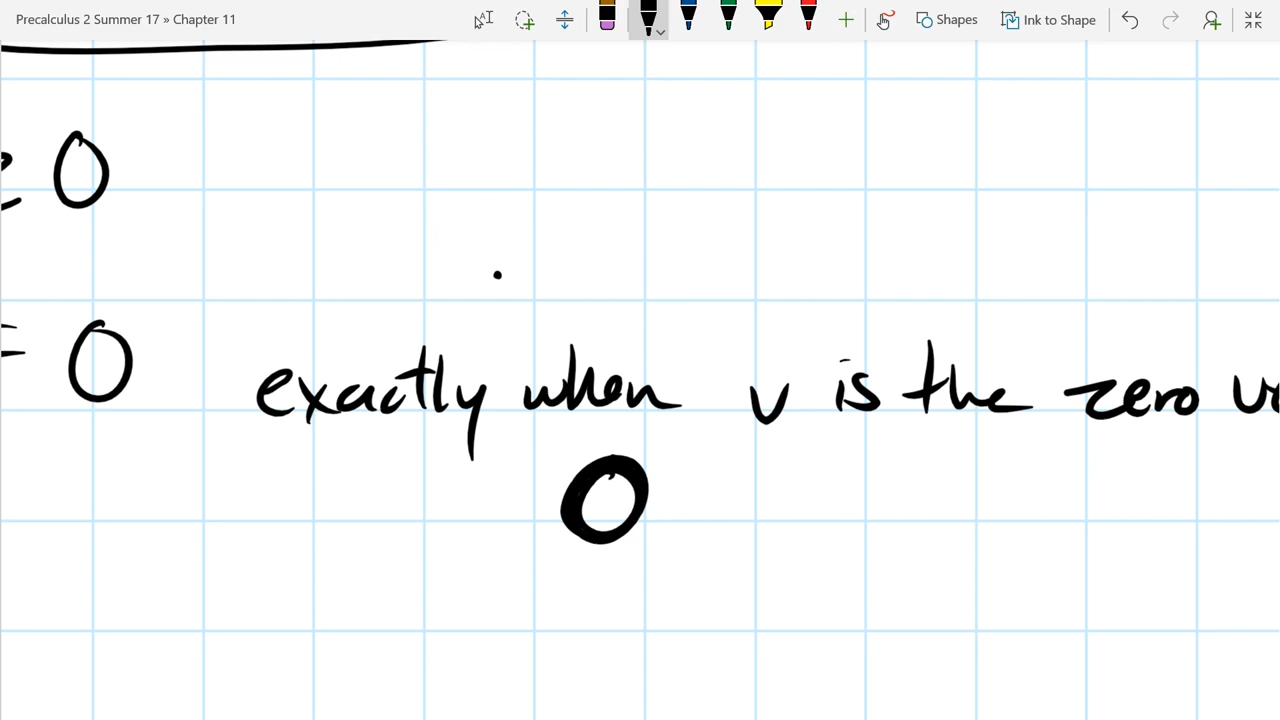 Precalculus 2 Summer 17 » Chapter 11
Shapes
Ink to Shape
≥ 0
= 0 exactly when v is the zero
0